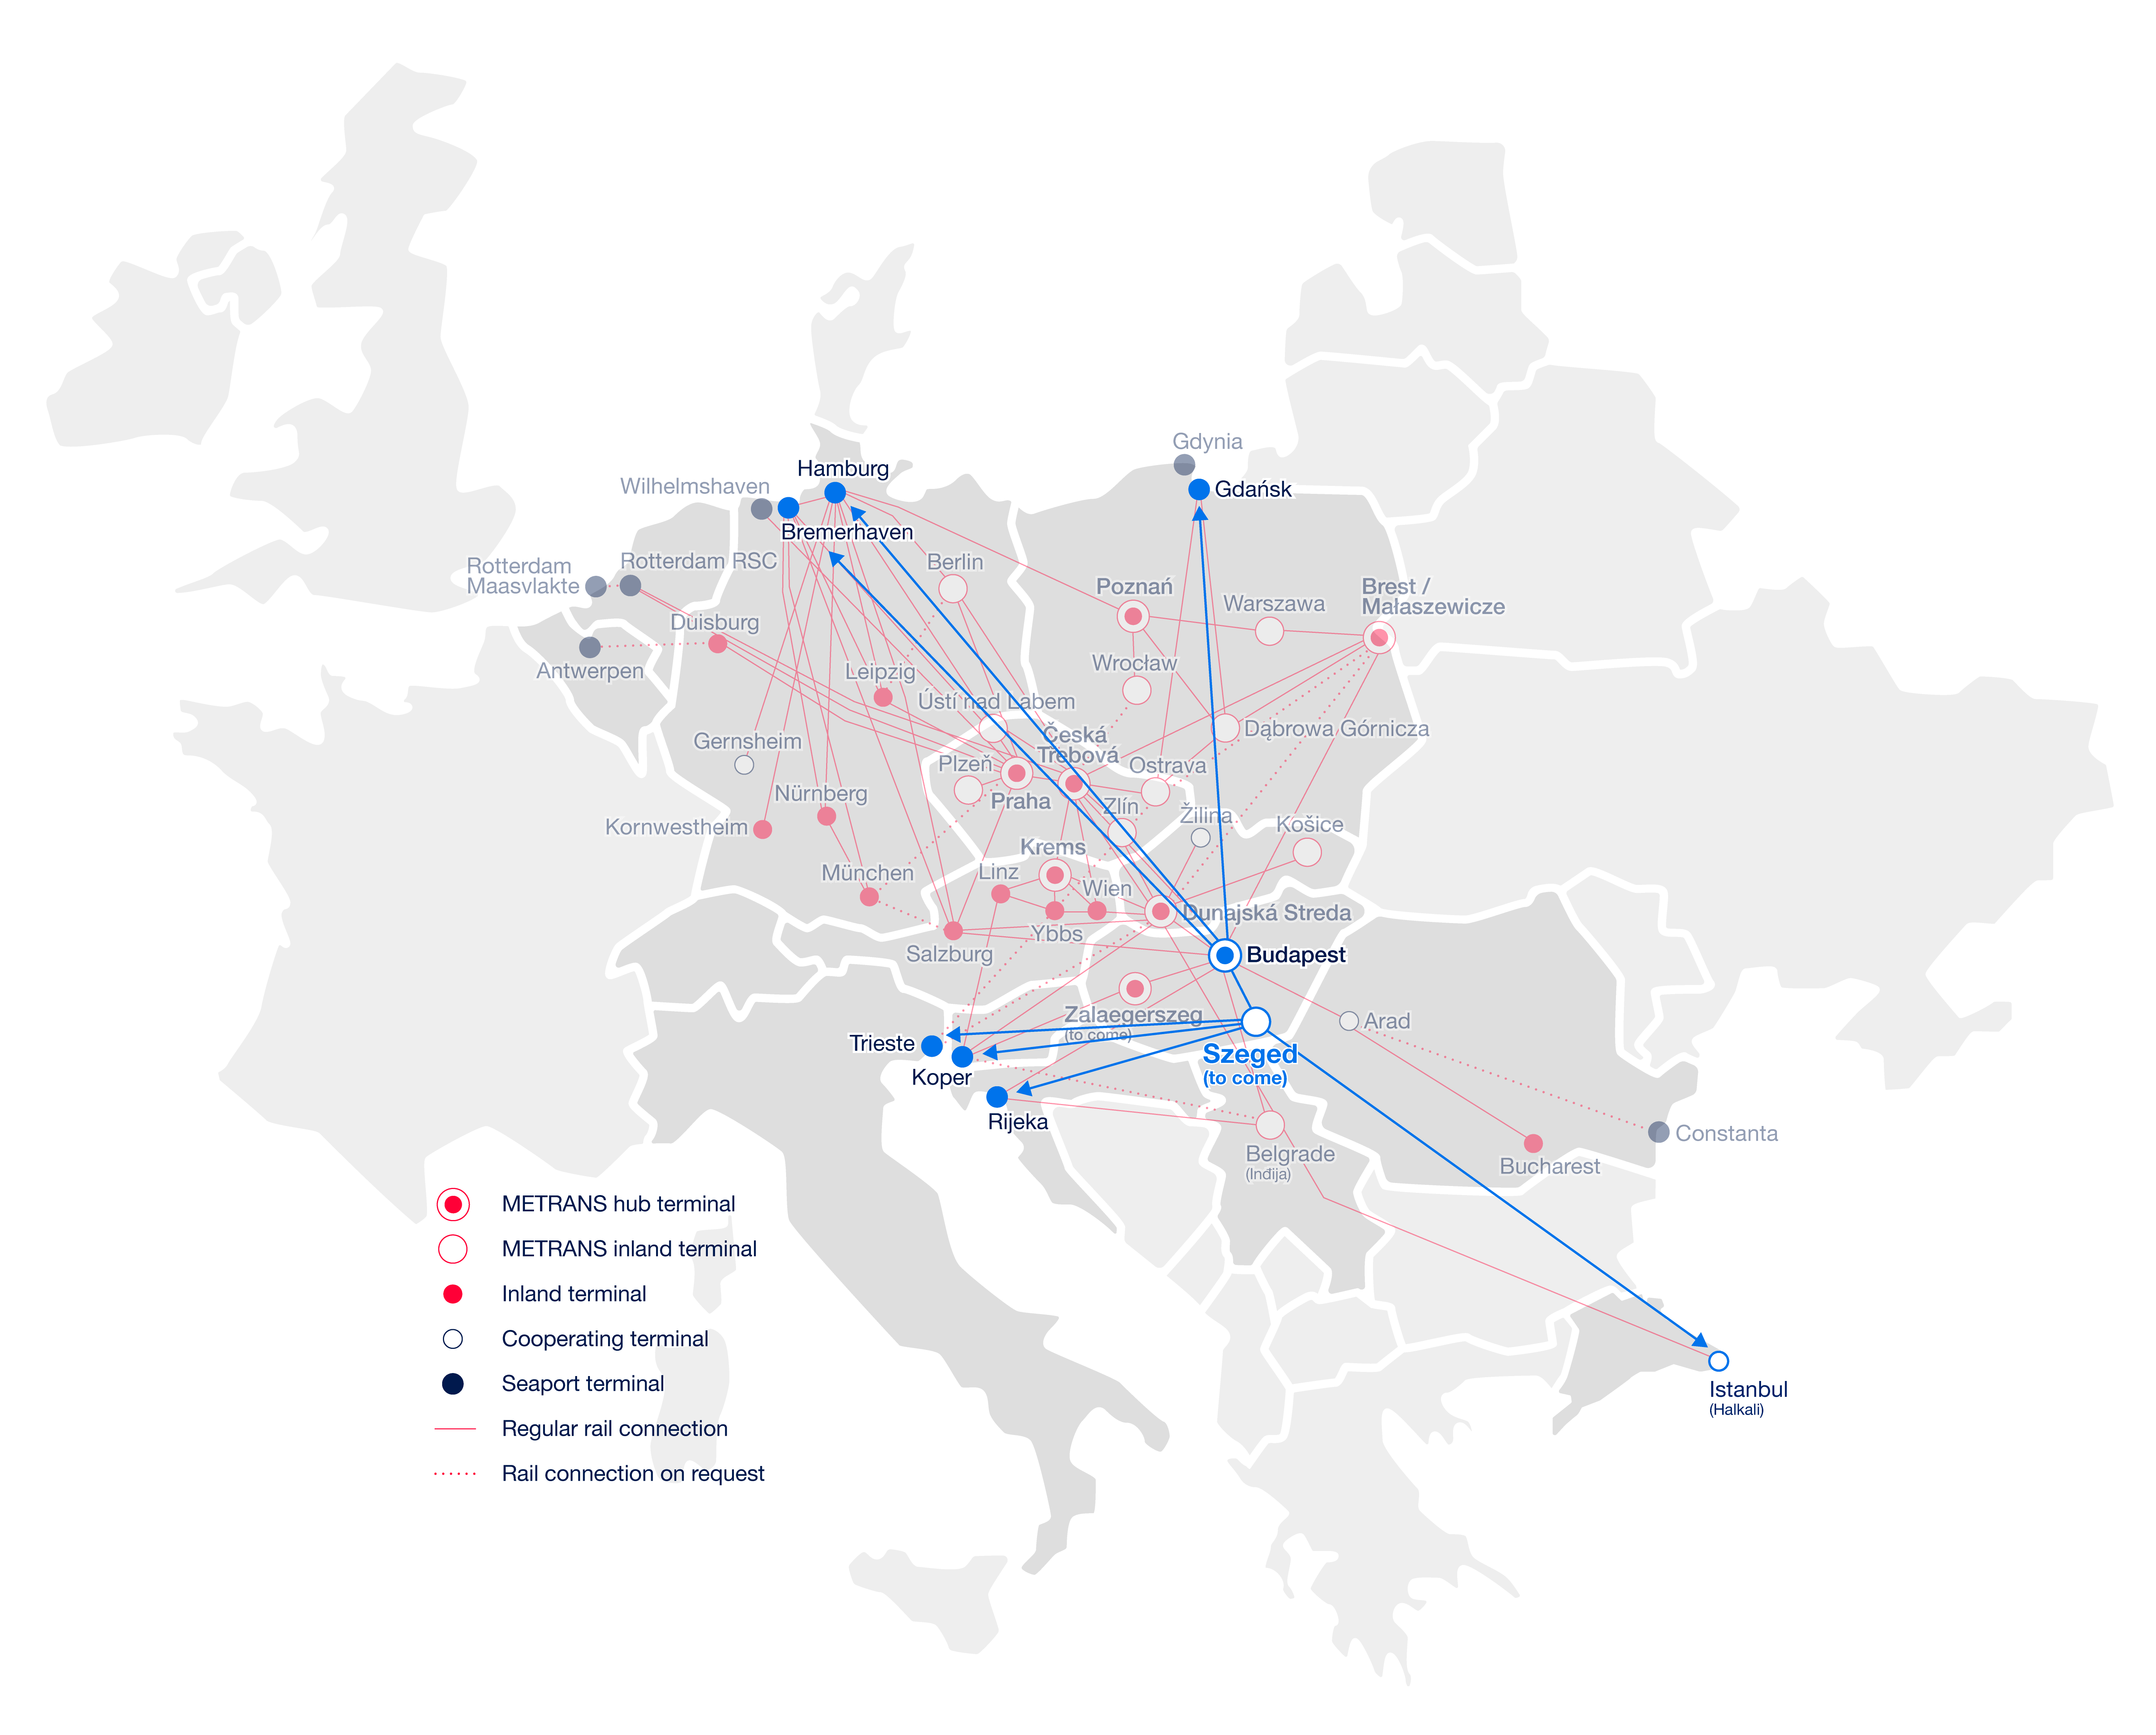 Gdynia
Hamburg
Wilhelmshaven
Gdańsk
Bremerhaven
Rotterdam
Maasvlakte
Rotterdam RSC
Berlin
Poznań
Brest /
Małaszewicze
Warszawa
Duisburg
Antwerpen
Wrocław
Leipzig
Ústí nad Labem
Dąbrowa Górnicza
Gernsheim
Česká
Třebová
Plzeň
Ostrava
Praha
Nürnberg
Zlín
Žilina
Košice
Kornwestheim
Krems
München
Linz
Wien
Dunajská Streda
Ybbs
Salzburg
Budapest
Zalaegerszeg
(to come)
Arad
Trieste
Szeged
(to come)
Koper
Rijeka
Constanta
Belgrade
(Inđija)
Bucharest
METRANS hub terminal
METRANS inland terminal
Inland terminal
Cooperating terminal
Seaport terminal
Istanbul
(Halkali)
Regular rail connection
Rail connection on request